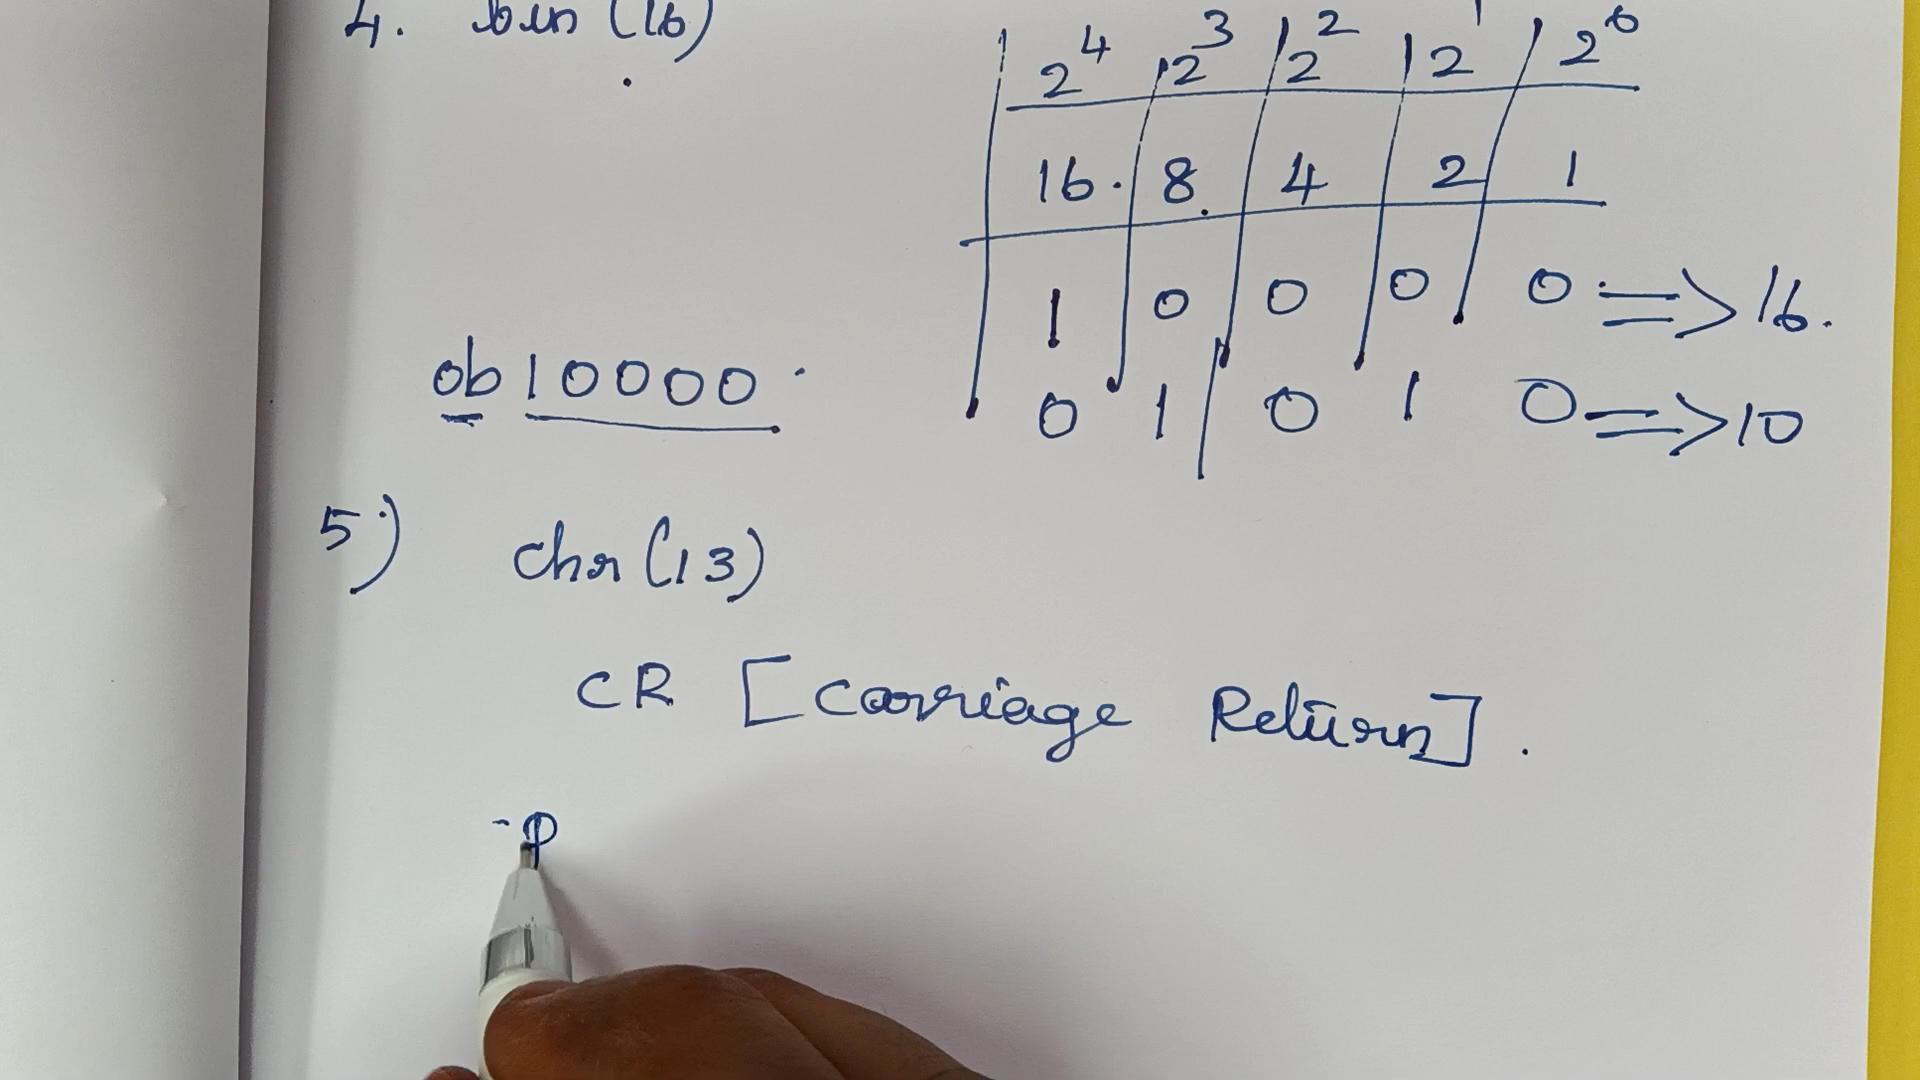 4. bin (16)
2^4 | 2^3 | 2^2 | 2^1 | 2^0
16. | 8. | 4 | 2 | 1
1 0 0 0 0 => 16.
0b10000.
0 1 0 1 0 => 10
5) chr (13)
CR [Carriage Return].
- p